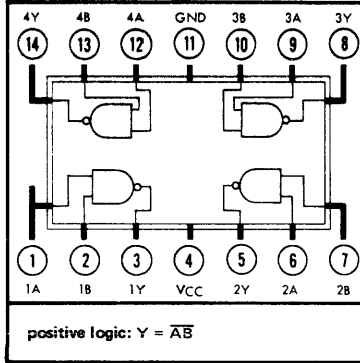 4Y 4B 4A GND 3B 3A 3Y
14 13 12 11 10 9 8
1 2 3 4 5 6 7
1A 1B 1Y VCC 2Y 2A 2B
positive logic: Y = A̅B̅